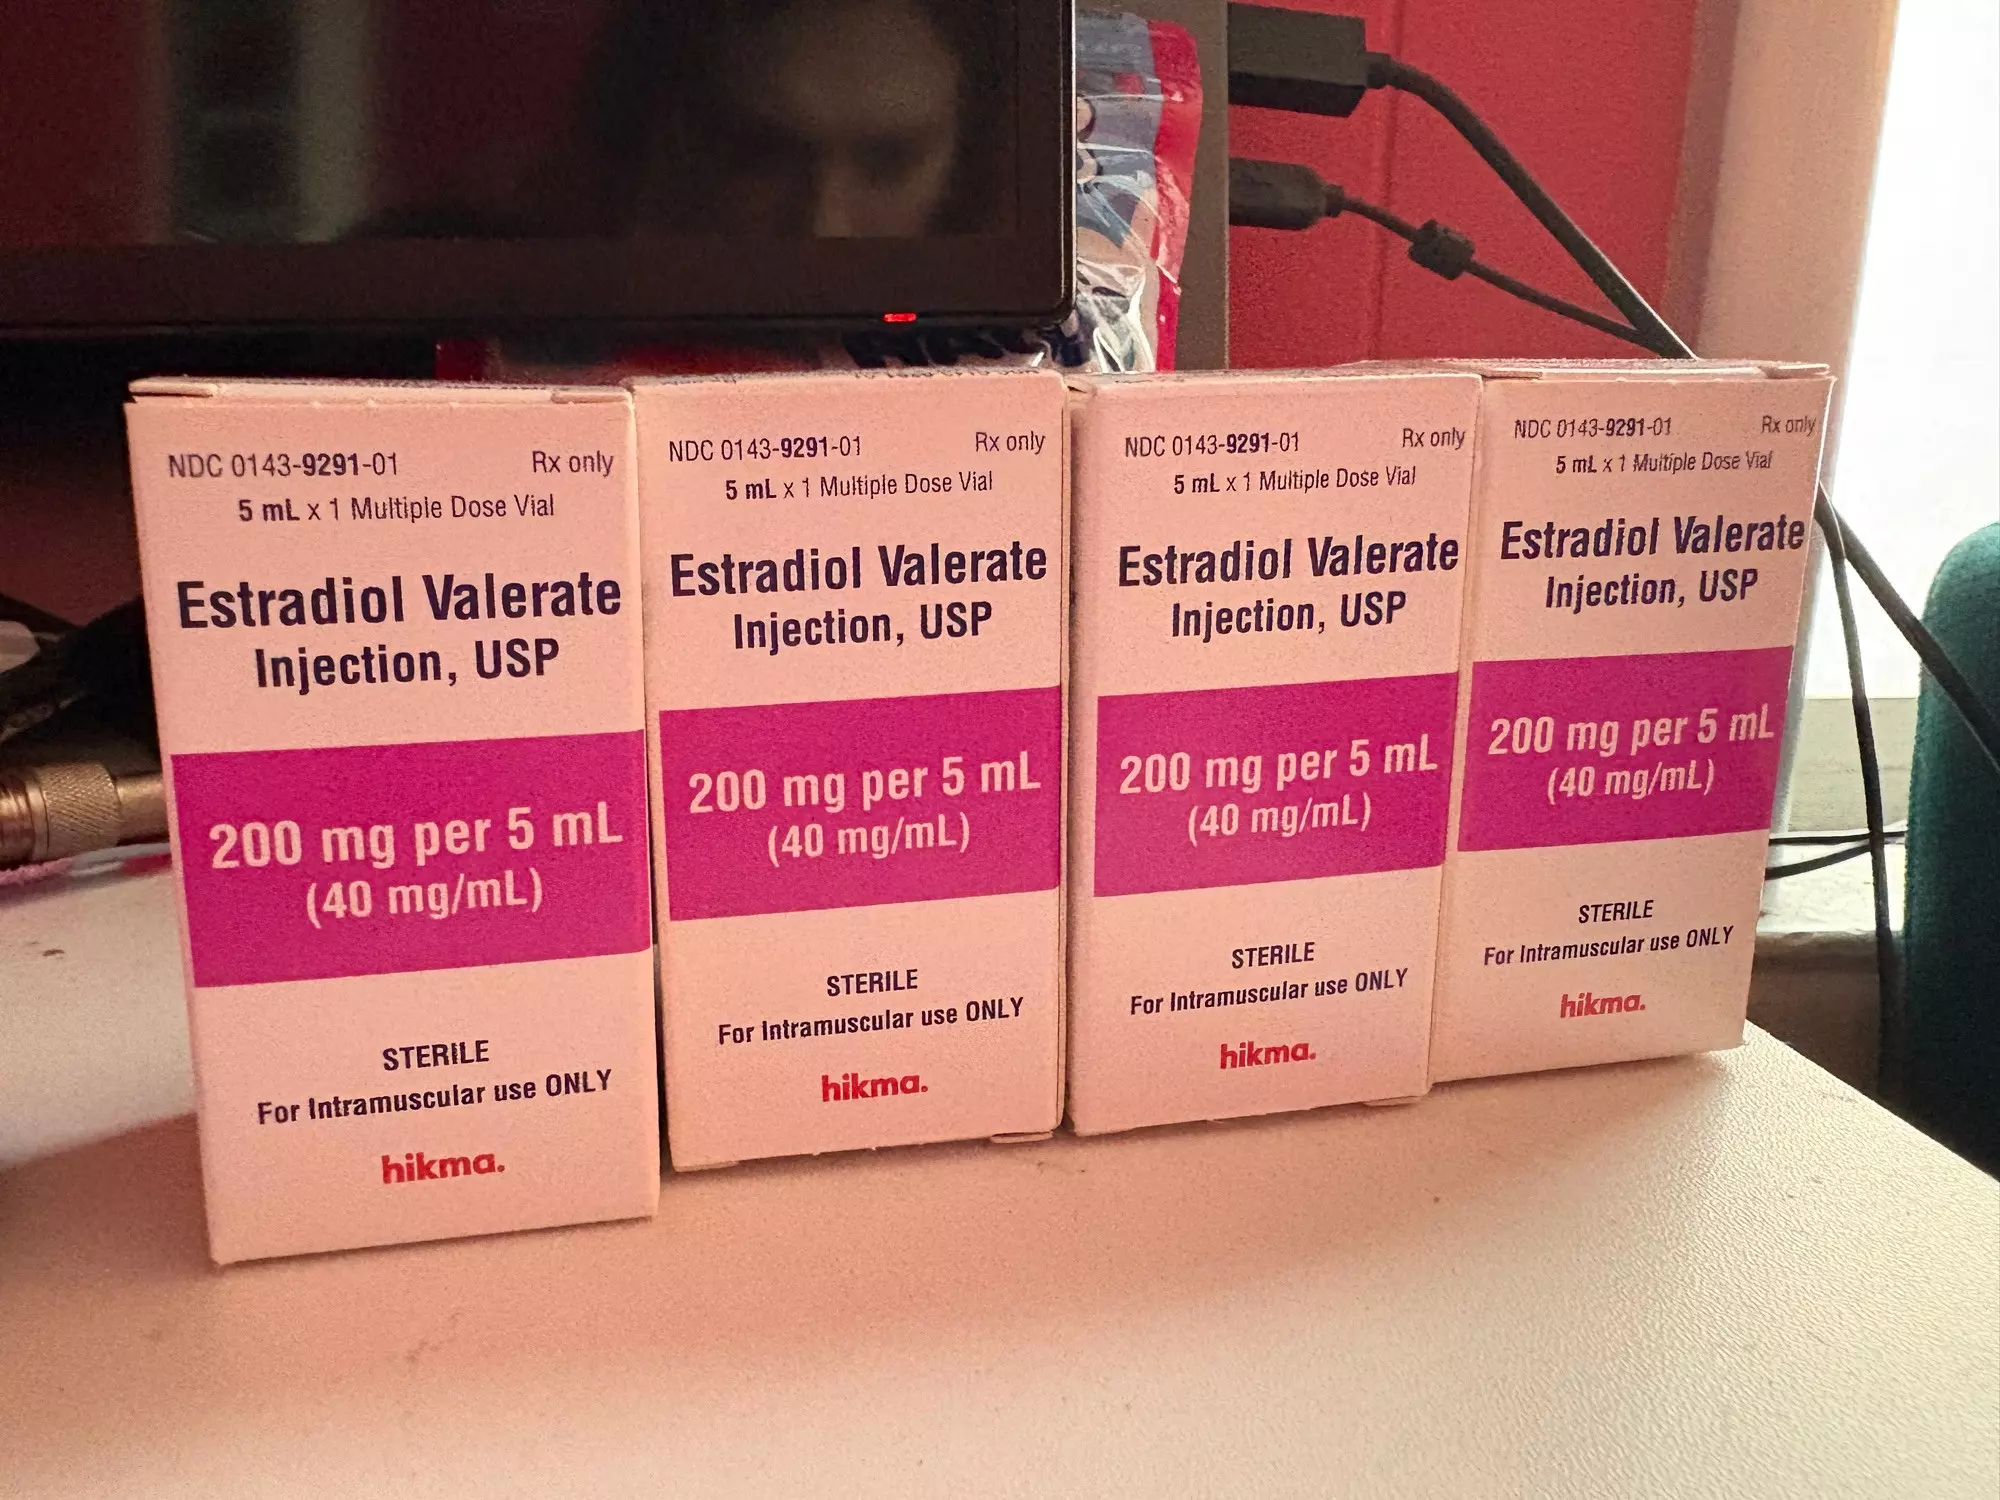 NDC 0143-9291-01 Rx only
5 mL x 1 Multiple Dose Vial
Estradiol Valerate
Injection, USP
200 mg per 5 mL
(40 mg/mL)
STERILE
For Intramuscular use ONLY
hikma.
NDC 0143-9291-01 Rx only
5 mL x 1 Multiple Dose Vial
Estradiol Valerate
Injection, USP
200 mg per 5 mL
(40 mg/mL)
STERILE
For Intramuscular use ONLY
hikma.
NDC 0143-9291-01 Rx only
5 mL x 1 Multiple Dose Vial
Estradiol Valerate
Injection, USP
200 mg per 5 mL
(40 mg/mL)
STERILE
For Intramuscular use ONLY
hikma.
NDC 0143-9291-01 Rx only
5 mL x 1 Multiple Dose Vial
Estradiol Valerate
Injection, USP
200 mg per 5 mL
(40 mg/mL)
STERILE
For Intramuscular use ONLY
hikma.